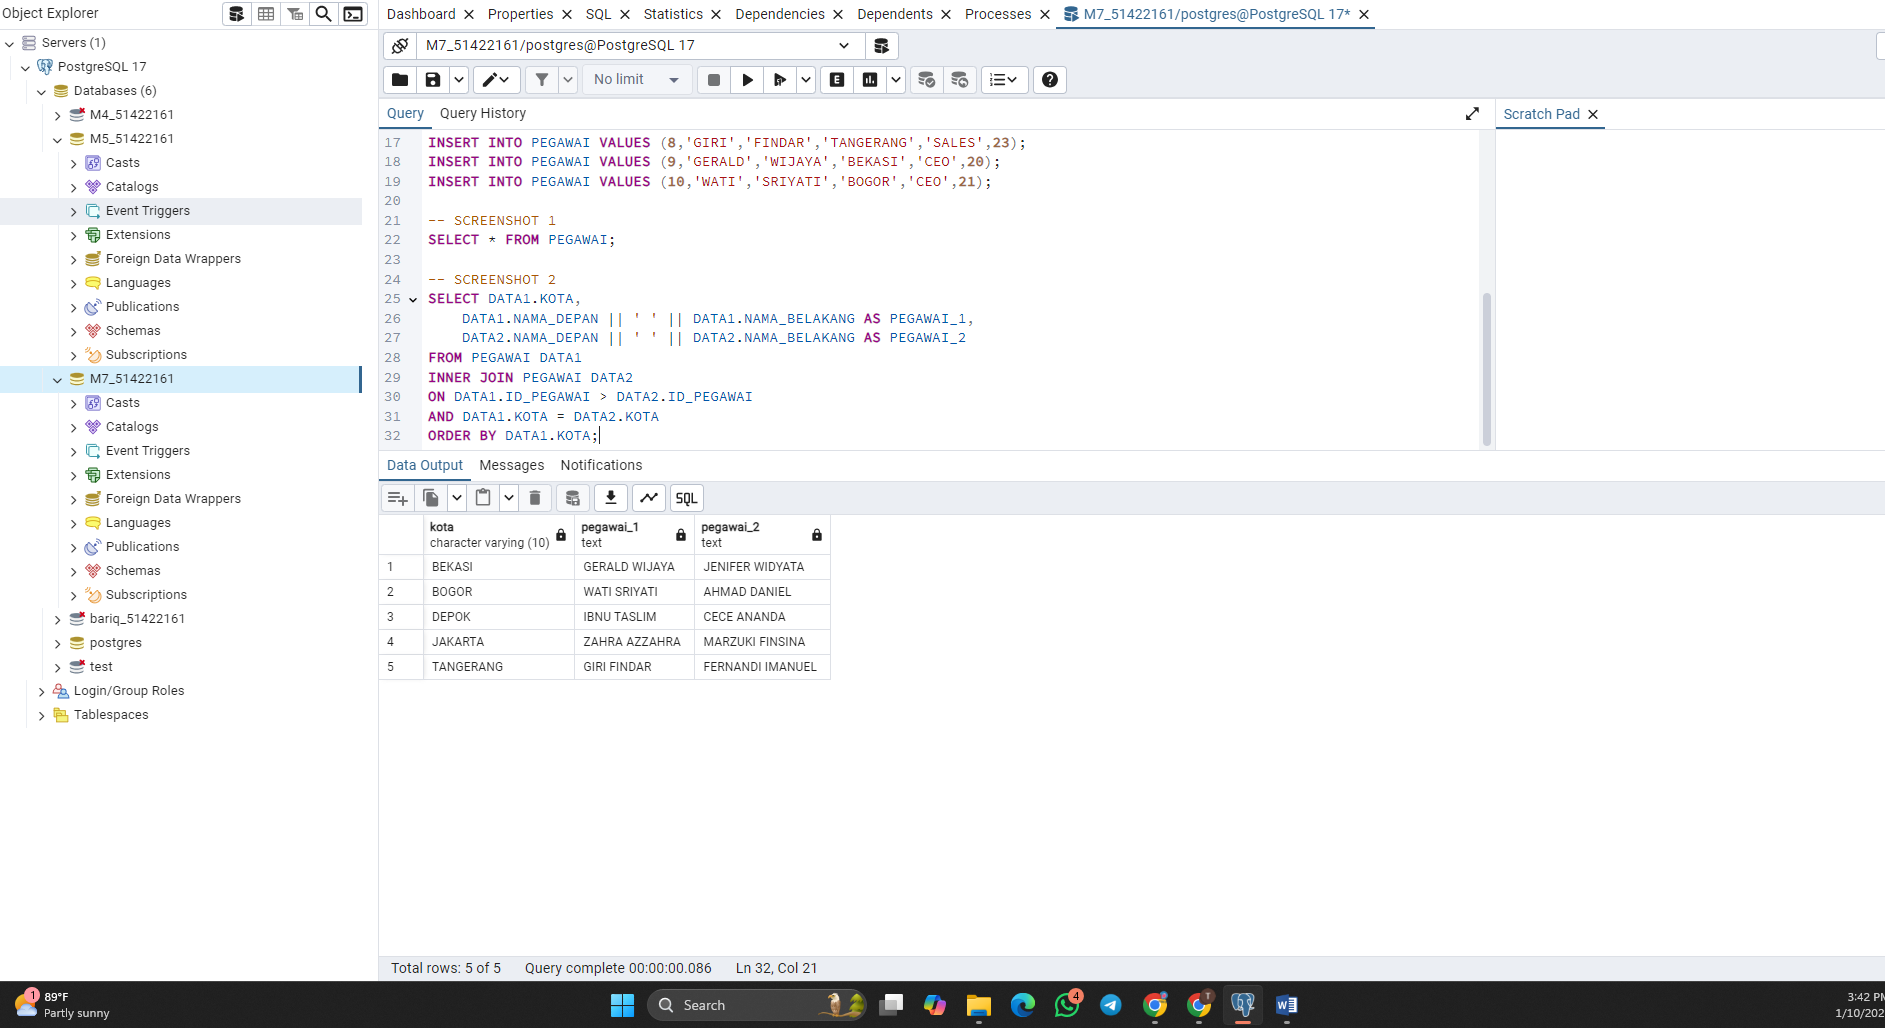 Object Explorer
Servers (1)
PostgreSQL 17
Databases (6)
M4_51422161
M5_51422161
Casts
Catalogs
Event Triggers
Extensions
Foreign Data Wrappers
Languages
Publications
Schemas
Subscriptions
M7_51422161
Casts
Catalogs
Event Triggers
Extensions
Foreign Data Wrappers
Languages
Publications
Schemas
Subscriptions
bariq_51422161
postgres
test
Login/Group Roles
Tablespaces
Dashboard Properties SQL Statistics Dependencies Dependents Processes M7_51422161/postgres@PostgreSQL 17*
M7_51422161/postgres@PostgreSQL 17
No limit E
Query Query History
Scratch Pad
17 INSERT INTO PEGAWAI VALUES (8,'GIRI','FINDAR','TANGERANG','SALES',23);
18 INSERT INTO PEGAWAI VALUES (9,'GERALD','WIJAYA','BEKASI','CEO',20);
19 INSERT INTO PEGAWAI VALUES (10,'WATI','SRIYATI','BOGOR','CEO',21);
20
21 -- SCREENSHOT 1
22 SELECT * FROM PEGAWAI;
23
24 -- SCREENSHOT 2
25 SELECT DATA1.KOTA,
26 DATA1.NAMA_DEPAN || ' ' || DATA1.NAMA_BELAKANG AS PEGAWAI_1,
27 DATA2.NAMA_DEPAN || ' ' || DATA2.NAMA_BELAKANG AS PEGAWAI_2
28 FROM PEGAWAI DATA1
29 INNER JOIN PEGAWAI DATA2
30 ON DATA1.ID_PEGAWAI > DATA2.ID_PEGAWAI
31 AND DATA1.KOTA = DATA2.KOTA
32 ORDER BY DATA1.KOTA;
Data Output Messages Notifications
SQL
kota pegawai_1 pegawai_2
character varying (10) text text
1 BEKASI GERALD WIJAYA JENIFER WIDYATA
2 BOGOR WATI SRIYATI AHMAD DANIEL
3 DEPOK IBNU TASLIM CECE ANANDA
4 JAKARTA ZAHRA AZZAHRA MARZUKI FINSINA
5 TANGERANG GIRI FINDAR FERNANDI IMANUEL
Total rows: 5 of 5 Query complete 00:00:00.086 Ln 32, Col 21
1 89°F
Partly sunny
Search
4
T
3:42 PM
1/10/202